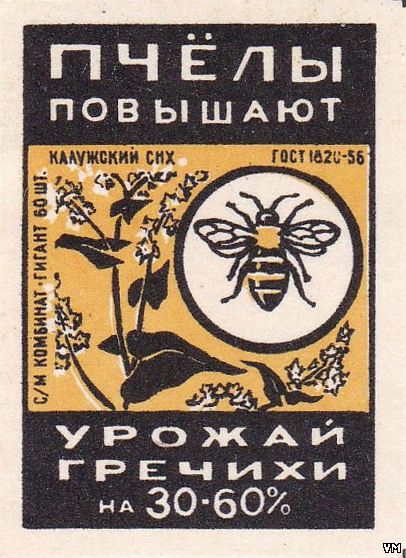 ПЧЁЛЫ
ПОВЫШАЮТ
КАЛУЖСКИЙ СНХ
ГОСТ 1820-56
С/М КОМБИНАТ "ГИГАНТ" 60 ШТ.
УРОЖАЙ
ГРЕЧИХИ
НА 30-60%
VM